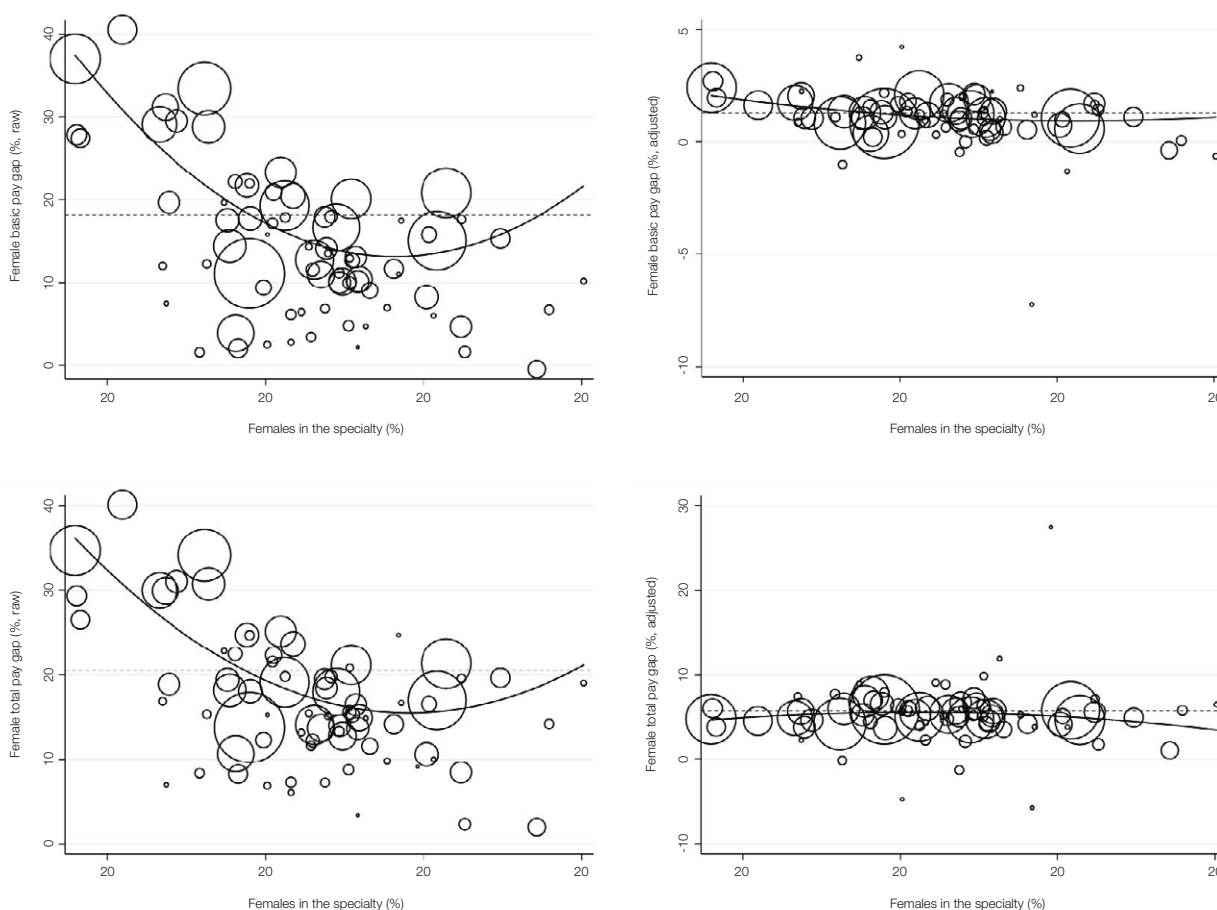 Female basic pay gap (%, raw)
40
30
20
10
0
20 20 20 20
Females in the specialty (%)
Female basic pay gap (%, adjusted)
5
0
-5
-10
20 20 20 20
Females in the specialty (%)
Female total pay gap (%, raw)
40
30
20
10
0
20 20 20 20
Females in the specialty (%)
Female total pay gap (%, adjusted)
30
20
10
0
-10
20 20 20 20
Females in the specialty (%)